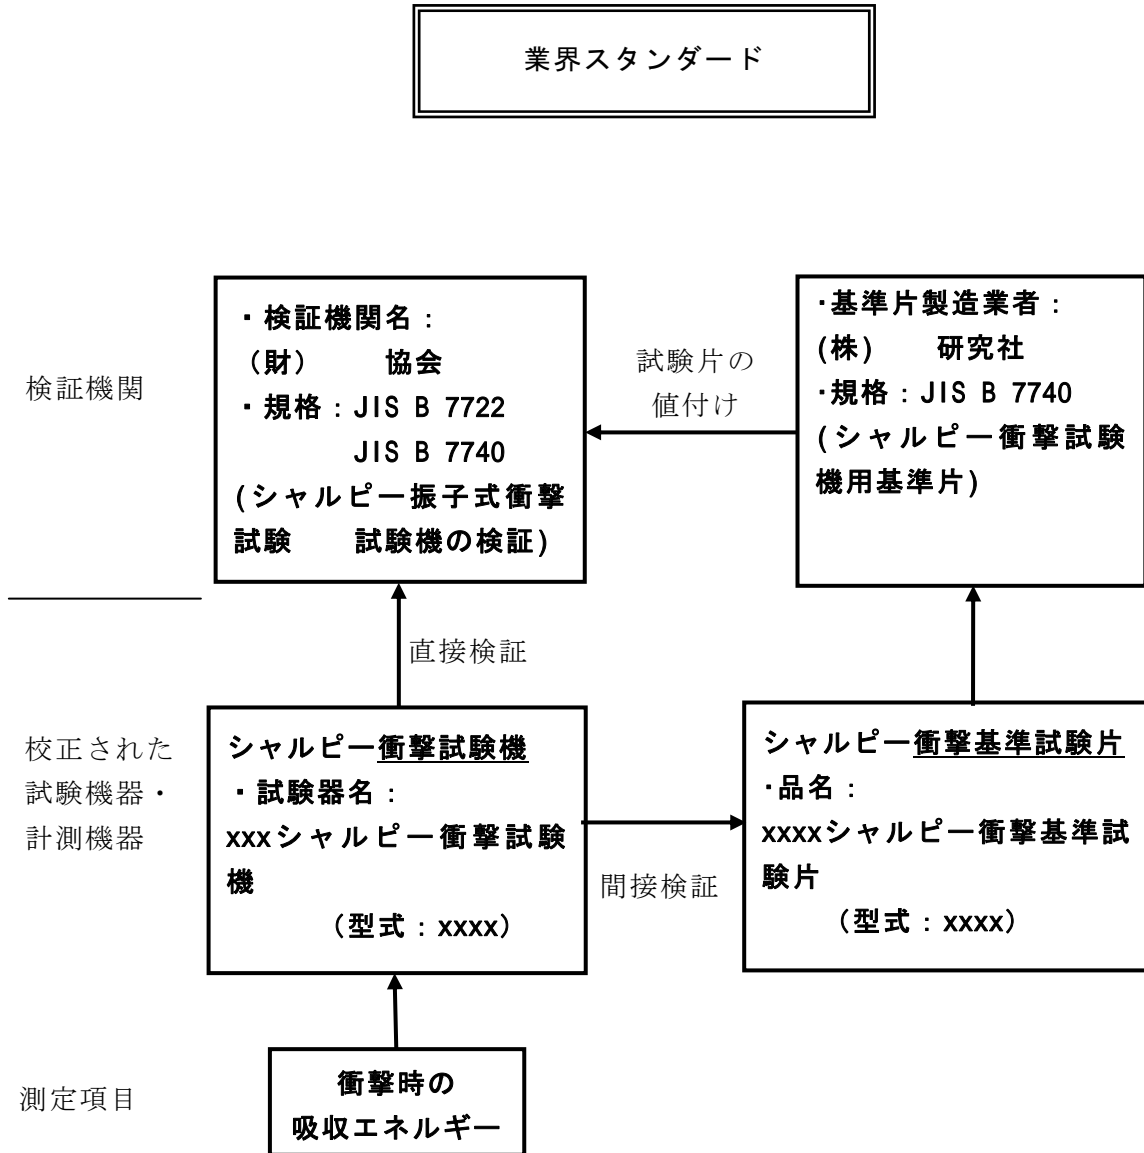 業界スタンダード
検証機関
・検証機関名：
（財）　　協会
・規格：JIS B 7722
JIS B 7740
(シャルピー振子式衝撃
試験　　試験機の検証)
試験片の
値付け
・基準片製造業者：
(株)　　研究社
・規格：JIS B 7740
(シャルピー衝撃試験
機用基準片)
直接検証
校正された
試験機器・
計測機器
シャルピー衝撃試験機
・試験器名：
xxxシャルピー衝撃試験
機
（型式：xxxx）
間接検証
シャルピー衝撃基準試験片
・品名：
xxxxシャルピー衝撃基準試
験片
（型式：xxxx）
測定項目
衝撃時の
吸収エネルギー